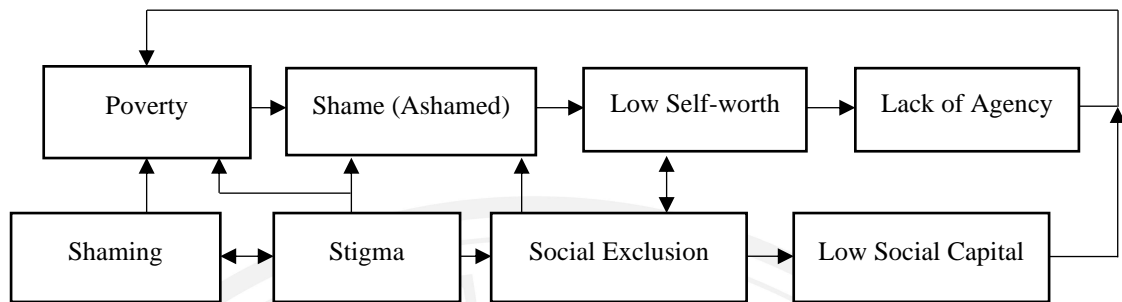 Poverty
Shame (Ashamed)
Low Self-worth
Lack of Agency
Shaming
Stigma
Social Exclusion
Low Social Capital